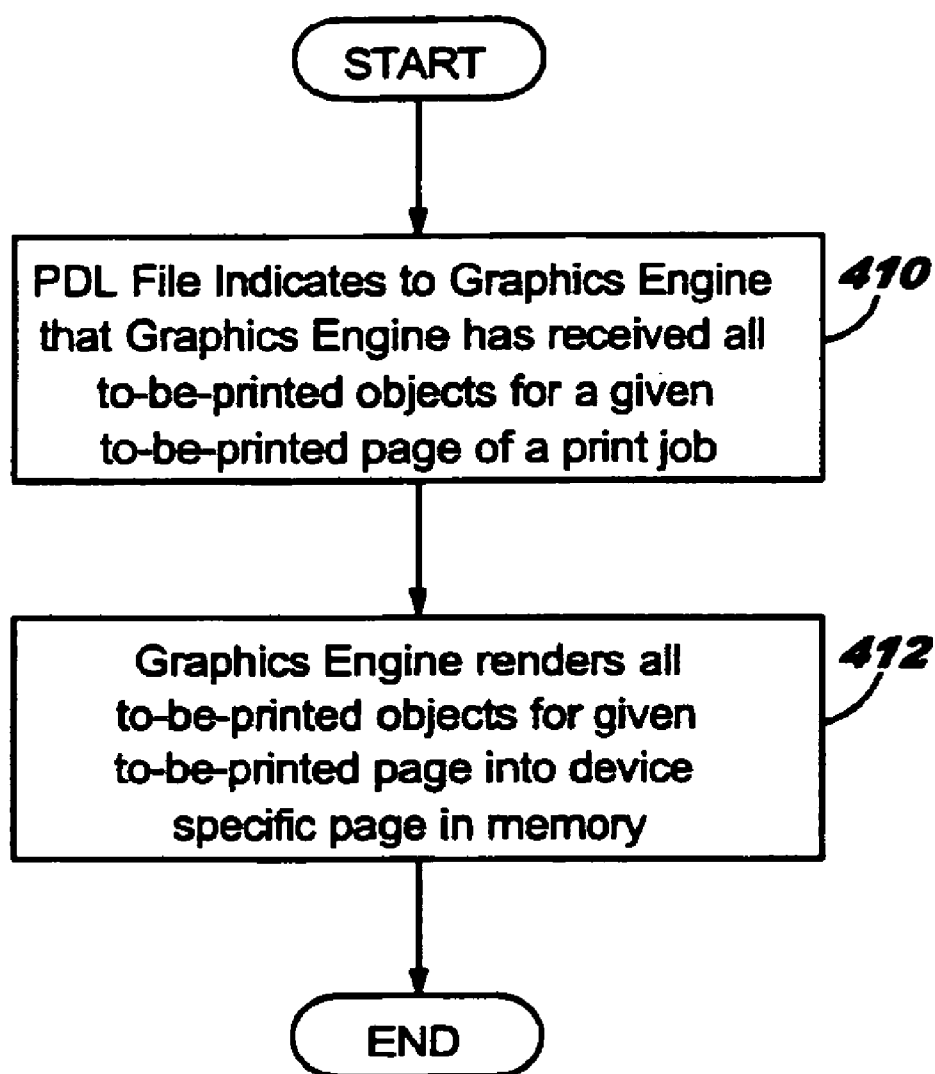 START
PDL File Indicates to Graphics Engine
that Graphics Engine has received all
to-be-printed objects for a given
to-be-printed page of a print job
410
Graphics Engine renders all
to-be-printed objects for given
to-be-printed page into device
specific page in memory
412
END